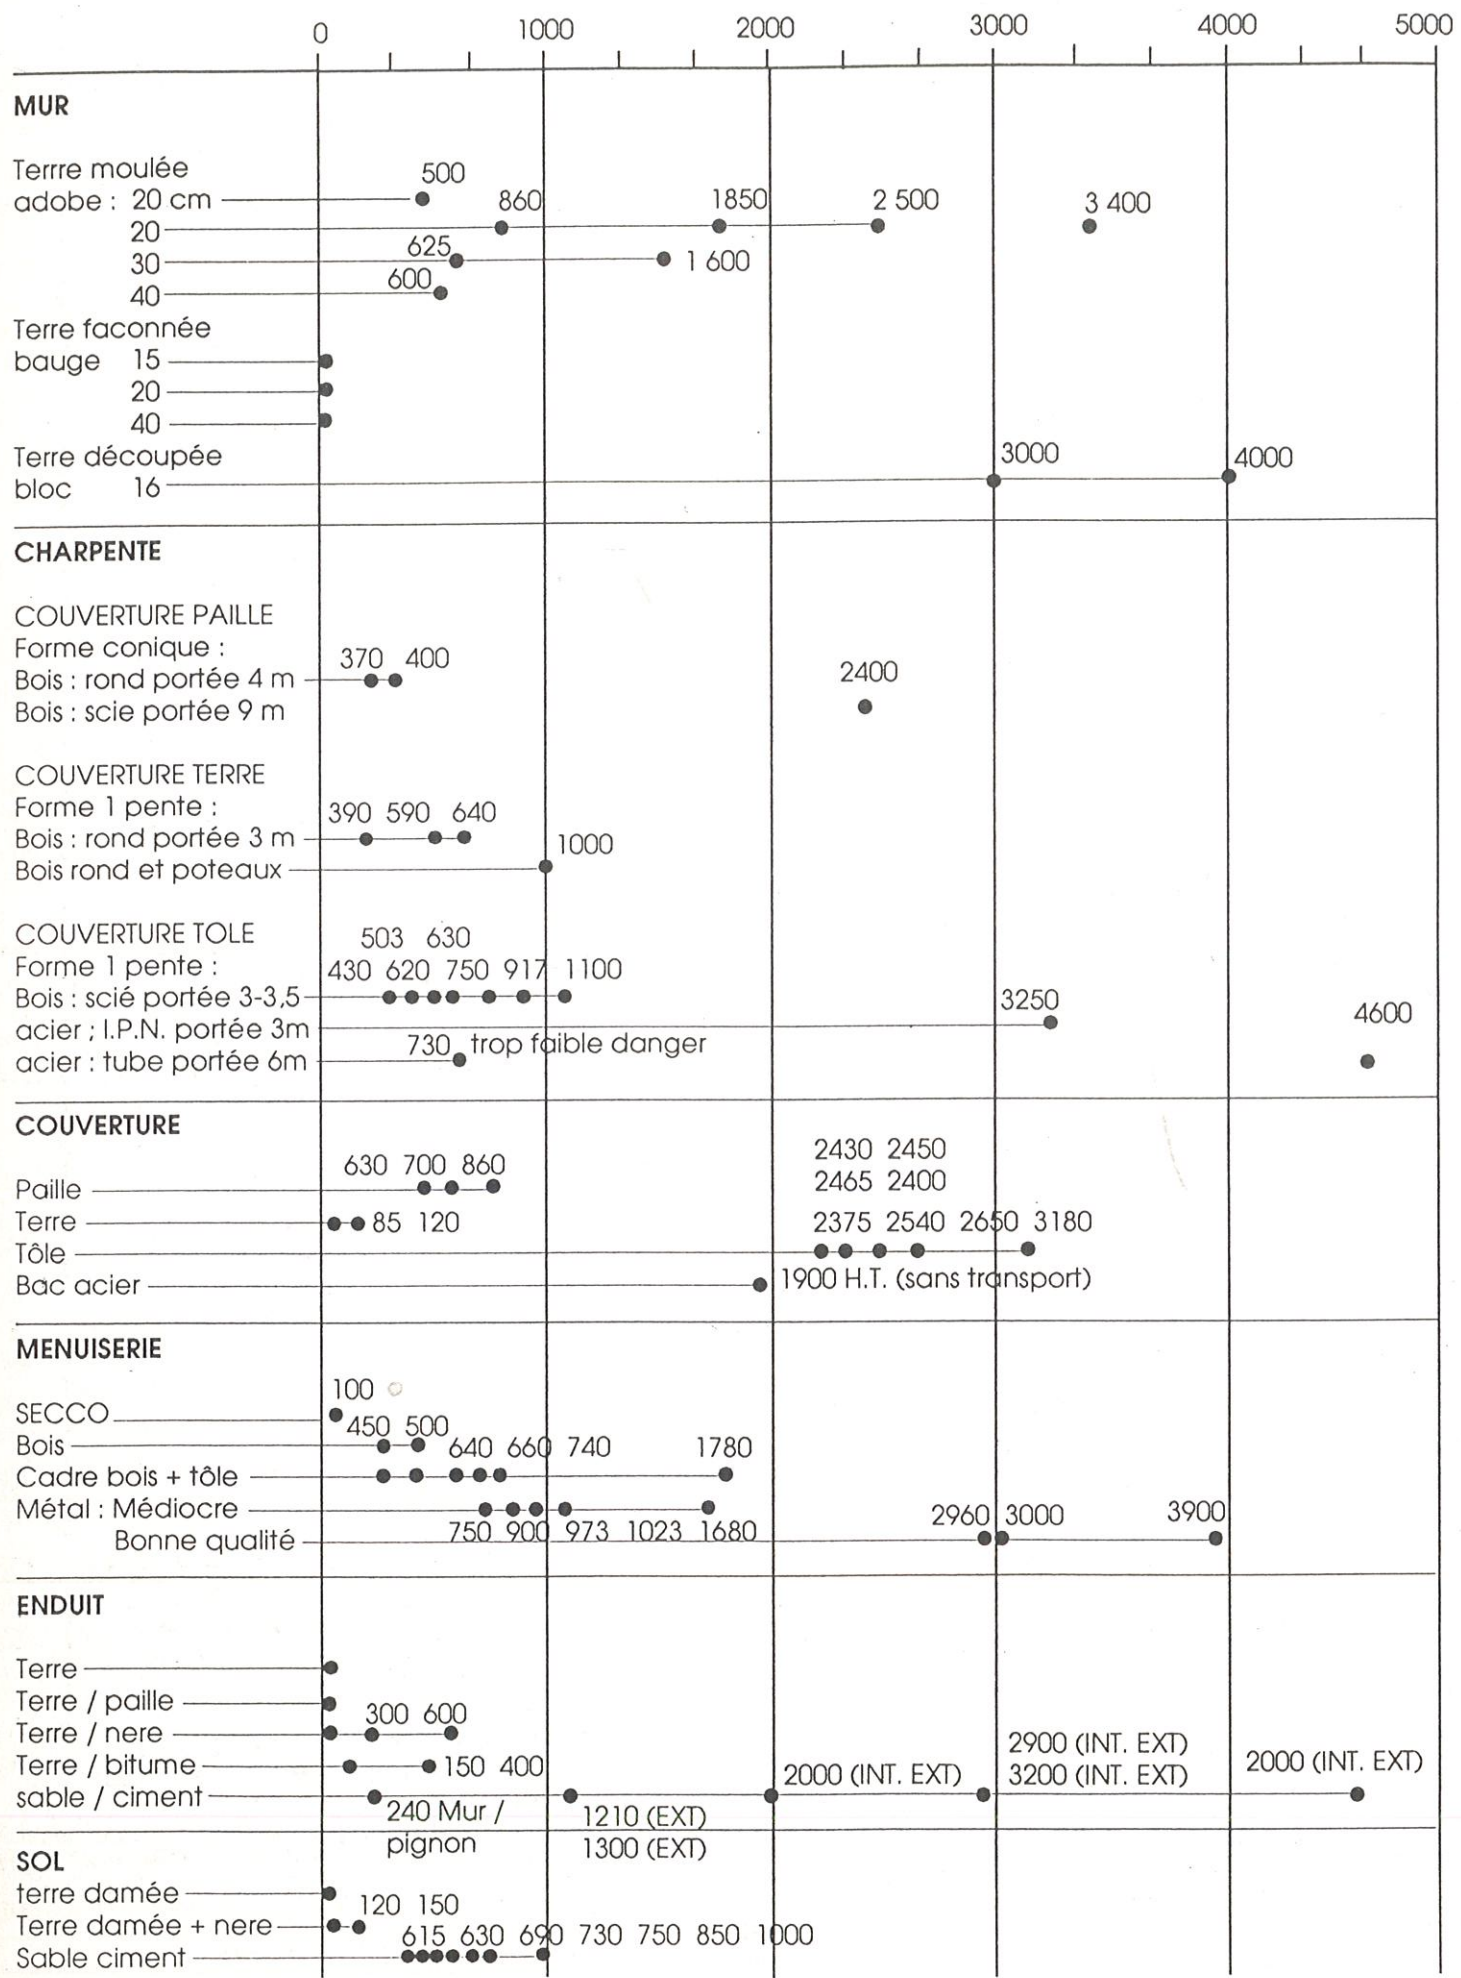 0 1000 2000 3000 4000 5000
MUR
Terrre moulée 500
adobe : 20 cm 860 1850 2 500 3 400
20
30 625 1 600
40 600
Terre faconnée
bauge 15
20
40
Terre découpée 3000 4000
bloc 16
CHARPENTE
COUVERTURE PAILLE
Forme conique :
370 400 2400
Bois : rond portée 4 m
Bois : scie portée 9 m
COUVERTURE TERRE
Forme 1 pente : 390 590 640
Bois : rond portée 3 m 1000
Bois rond et poteaux
COUVERTURE TOLE 503 630
Forme 1 pente : 430 620 750 917 1100
Bois : scié portée 3-3,5 3250 4600
acier ; I.P.N. portée 3m
730 trop faible danger
acier : tube portée 6m
COUVERTURE
2430 2450
630 700 860
Paille 2465 2400
Terre 85 120 2375 2540 2650 3180
Tôle
Bac acier 1900 H.T. (sans transport)
MENUISERIE
100
SECCO 450 500
Bois 640 660 740 1780
Cadre bois + tôle
Métal : Médiocre 2960 3000 3900
Bonne qualité 750 900 973 1023 1680
ENDUIT
Terre
Terre / paille 300 600
Terre / nere 2900 (INT. EXT)
Terre / bitume 150 400 2000 (INT. EXT) 3200 (INT. EXT) 2000 (INT. EXT)
sable / ciment 240 Mur / 1210 (EXT)
pignon 1300 (EXT)
SOL
terre damée 120 150
Terre damée + nere 615 630 690 730 750 850 1000
Sable ciment